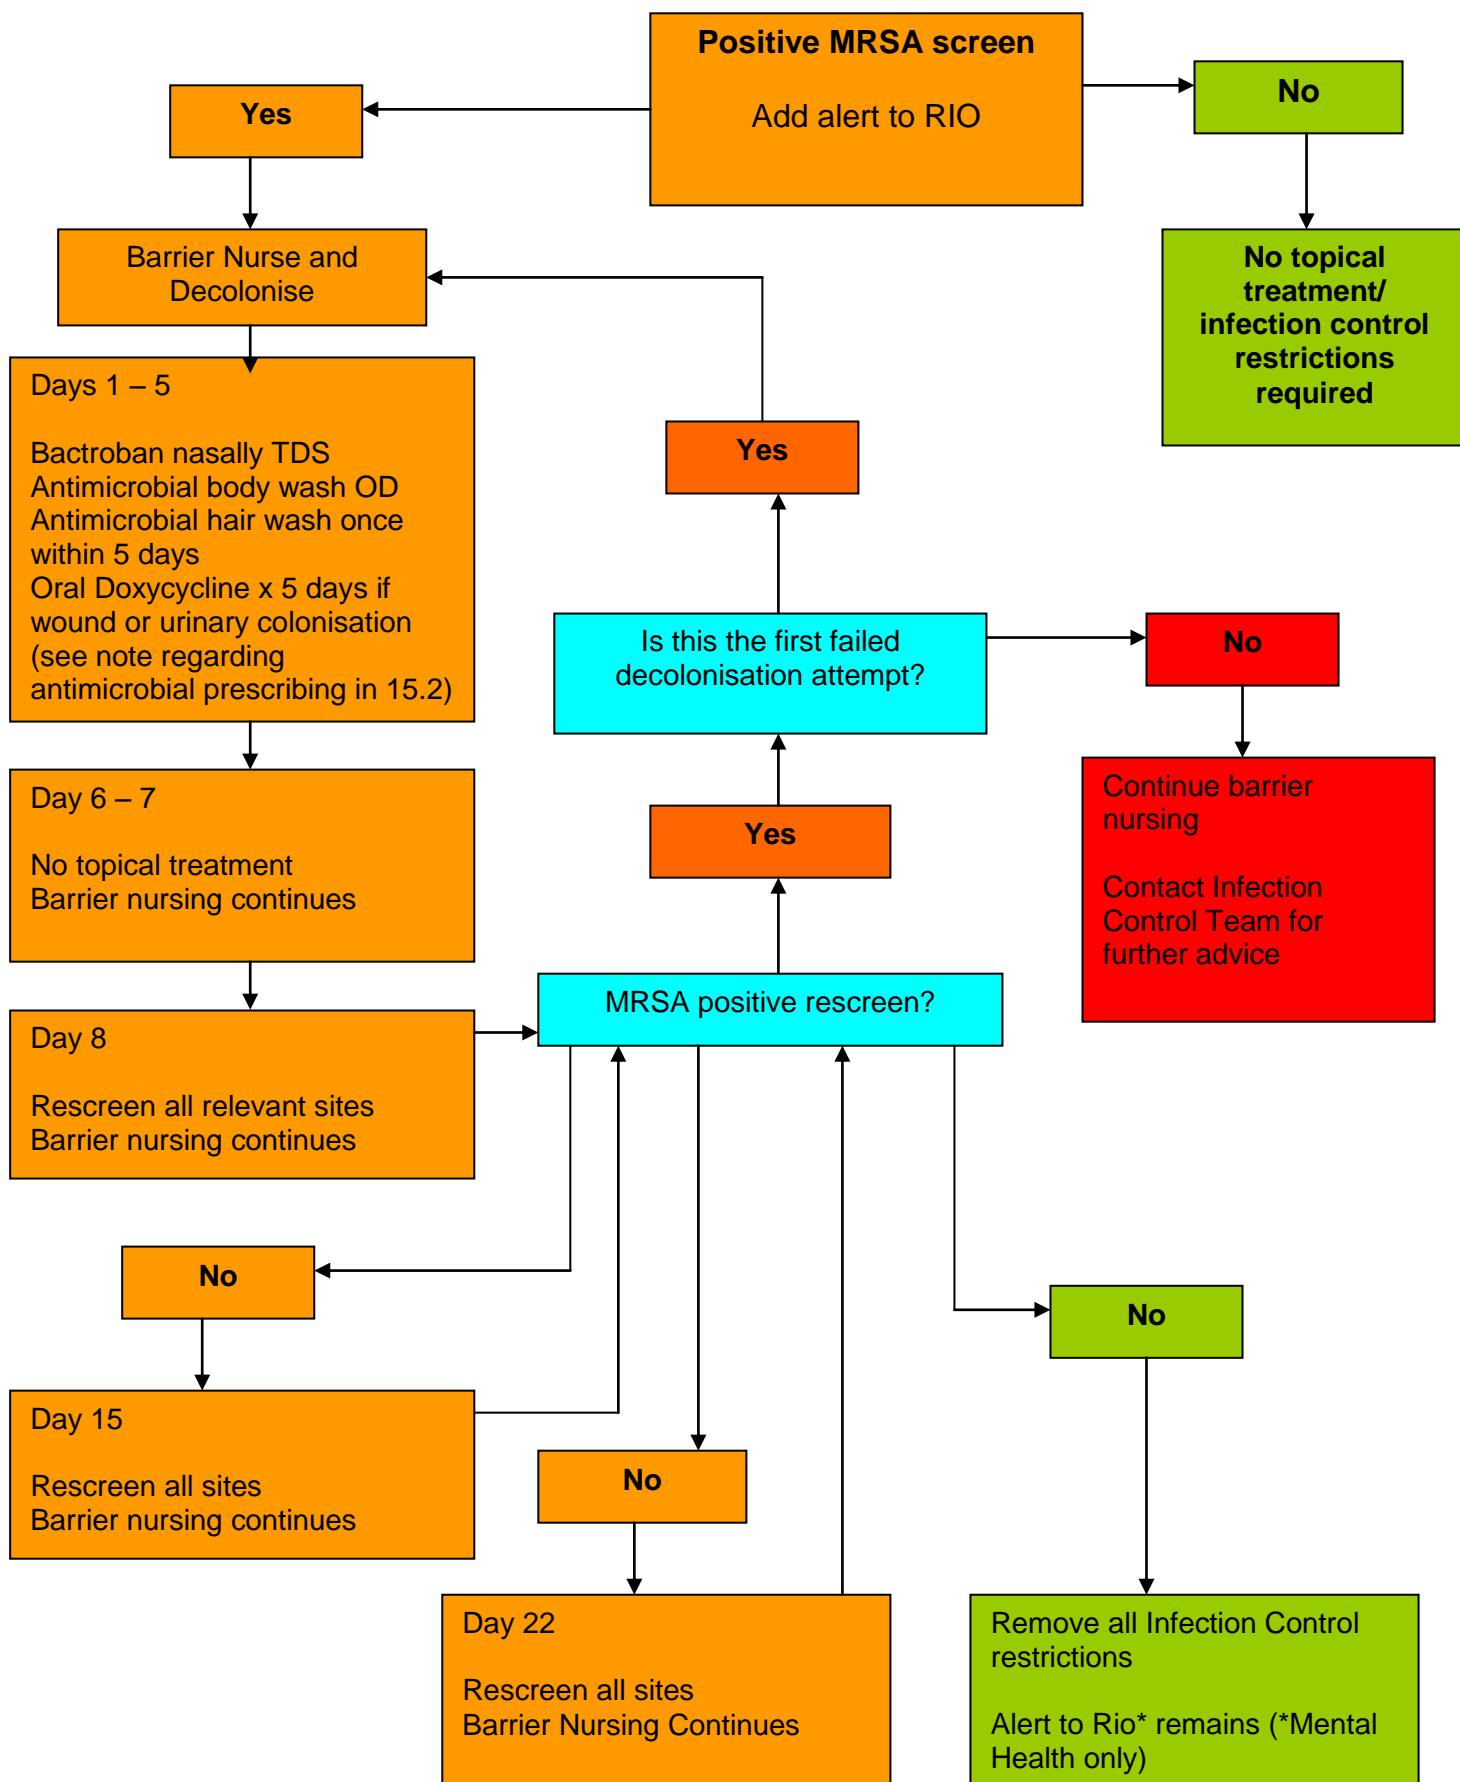 Positive MRSA screen
Add alert to RIO
Yes
No
Barrier Nurse and
Decolonise
No topical
treatment/
infection control
restrictions
required
Days 1 – 5
Bactroban nasally TDS
Antimicrobial body wash OD
Antimicrobial hair wash once
within 5 days
Oral Doxycycline x 5 days if
wound or urinary colonisation
(see note regarding
antimicrobial prescribing in 15.2)
Yes
Is this the first failed
decolonisation attempt?
No
Continue barrier
nursing
Contact Infection
Control Team for
further advice
Day 6 – 7
No topical treatment
Barrier nursing continues
Yes
MRSA positive rescreen?
Day 8
Rescreen all relevant sites
Barrier nursing continues
No
No
Day 15
Rescreen all sites
Barrier nursing continues
No
Day 22
Rescreen all sites
Barrier Nursing Continues
Remove all Infection Control
restrictions
Alert to Rio* remains (*Mental
Health only)